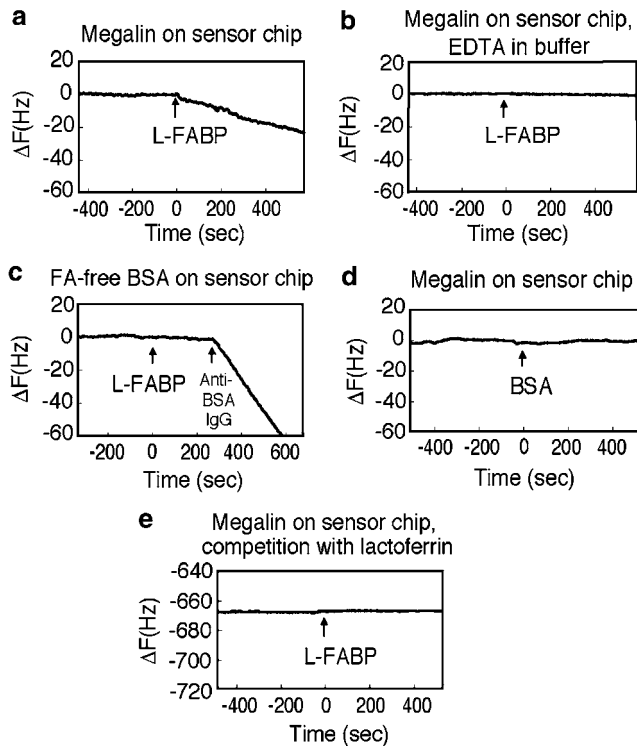 a
Megalin on sensor chip
20
0
-20
-40
-60
ΔF(Hz)
L-FABP
-400 -200 0 200 400
Time (sec)
b
Megalin on sensor chip,
EDTA in buffer
20
0
-20
-40
-60
ΔF(Hz)
L-FABP
-400 -200 0 200 400
Time (sec)
c
FA-free BSA on sensor chip
20
0
-20
-40
-60
ΔF(Hz)
L-FABP
Anti-
BSA
IgG
-200 0 200 400 600
Time (sec)
d
Megalin on sensor chip
20
0
-20
-40
-60
ΔF(Hz)
BSA
-400 -200 0 200 400
Time (sec)
e
Megalin on sensor chip,
competition with lactoferrin
-640
-660
-680
-700
-720
ΔF(Hz)
L-FABP
-400 -200 0 200 400
Time (sec)